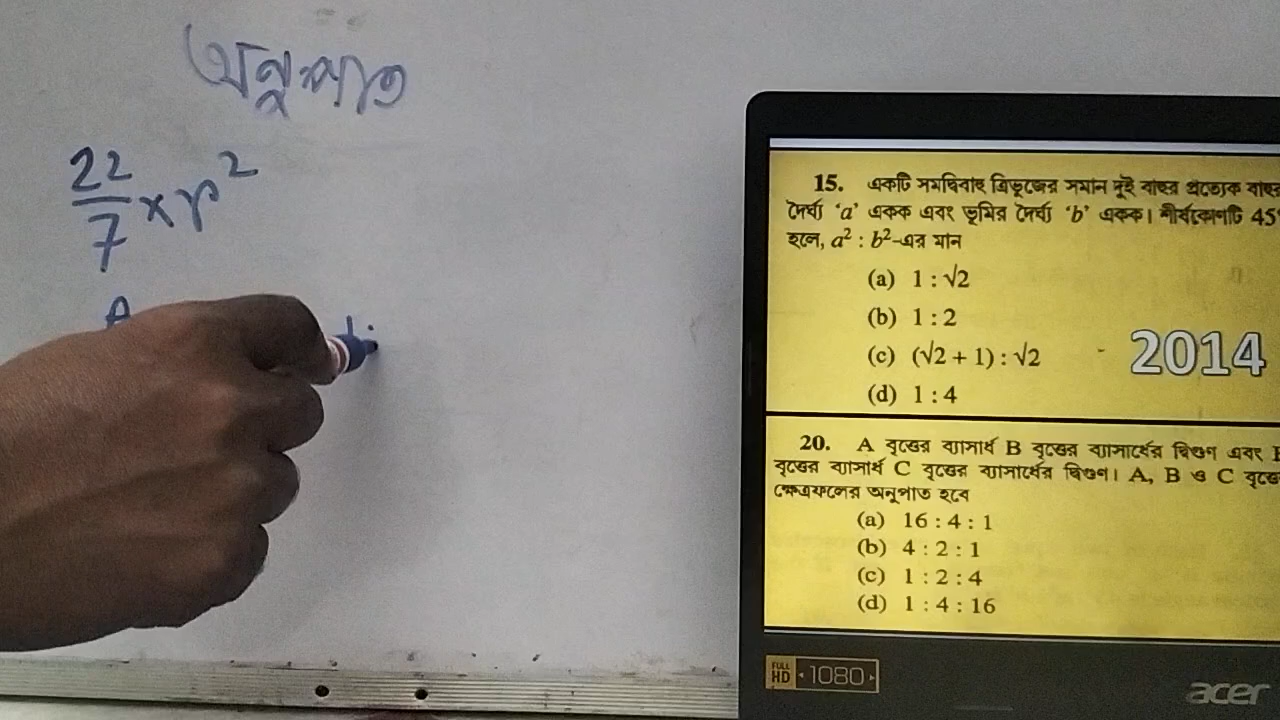 অনুপাত
22
7 × r²
A
15. একটি সমদ্বিবাহু ত্রিভুজের সমান দুই বাহুর প্রত্যেক
দৈর্ঘ্য ‘a’ একক এবং ভূমির দৈর্ঘ্য ‘b’ একক। শীর্ষকোণটি 45°
হলে, a² : b²-এর মান
(a) 1 : √2
(b) 1 : 2
(c) (√2 + 1) : √2
(d) 1 : 4
2014
20. A বৃত্তের ব্যাসার্ধ B বৃত্তের ব্যাসার্ধের দ্বিগুণ এবং
বৃত্তের ব্যাসার্ধ C বৃত্তের ব্যাসার্ধের দ্বিগুণ। A, B ও C
ক্ষেত্রফলের অনুপাত হবে
(a) 16 : 4 : 1
(b) 4 : 2 : 1
(c) 1 : 2 : 4
(d) 1 : 4 : 16
FULL HD 1080
acer